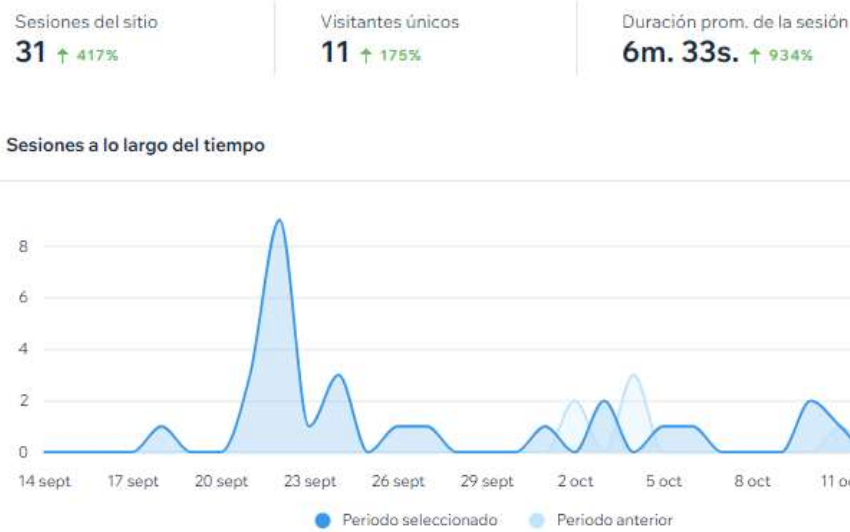 Sesiones del sitio
31 ↑ 417%
Visitantes únicos
11 ↑ 175%
Duración prom. de la sesión
6m. 33s. ↑ 934%
Sesiones a lo largo del tiempo
8
6
4
2
0
14 sept 17 sept 20 sept 23 sept 26 sept 29 sept 2 oct 5 oct 8 oct 11 o
Periodo seleccionado Periodo anterior